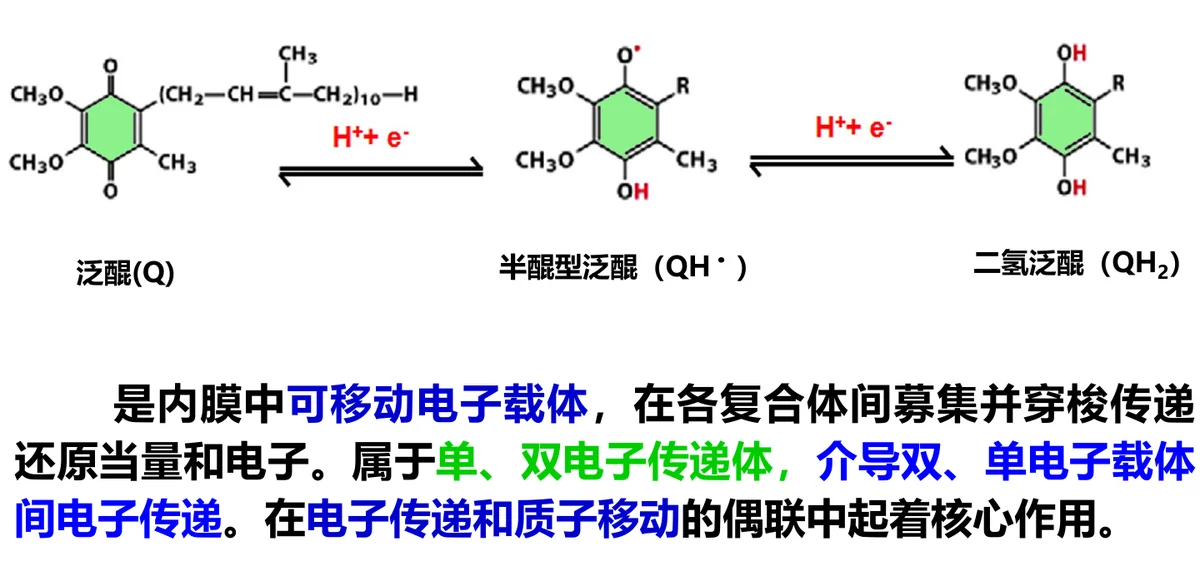 CH₃
O
CH₃O (CH₂—CH=C—CH₂)₁₀—H
CH₃O CH₃
O
H⁺+ e⁻
O•
CH₃O R
CH₃O CH₃
OH
H⁺+ e⁻
OH
CH₃O R
CH₃O CH₃
OH
泛醌(Q)
半醌型泛醌（QH·）
二氢泛醌（QH₂）
是内膜中可移动电子载体，在各复合体间募集并穿梭传递
还原当量和电子。属于单、双电子传递体，介导双、单电子载体
间电子传递。在电子传递和质子移动的偶联中起着核心作用。